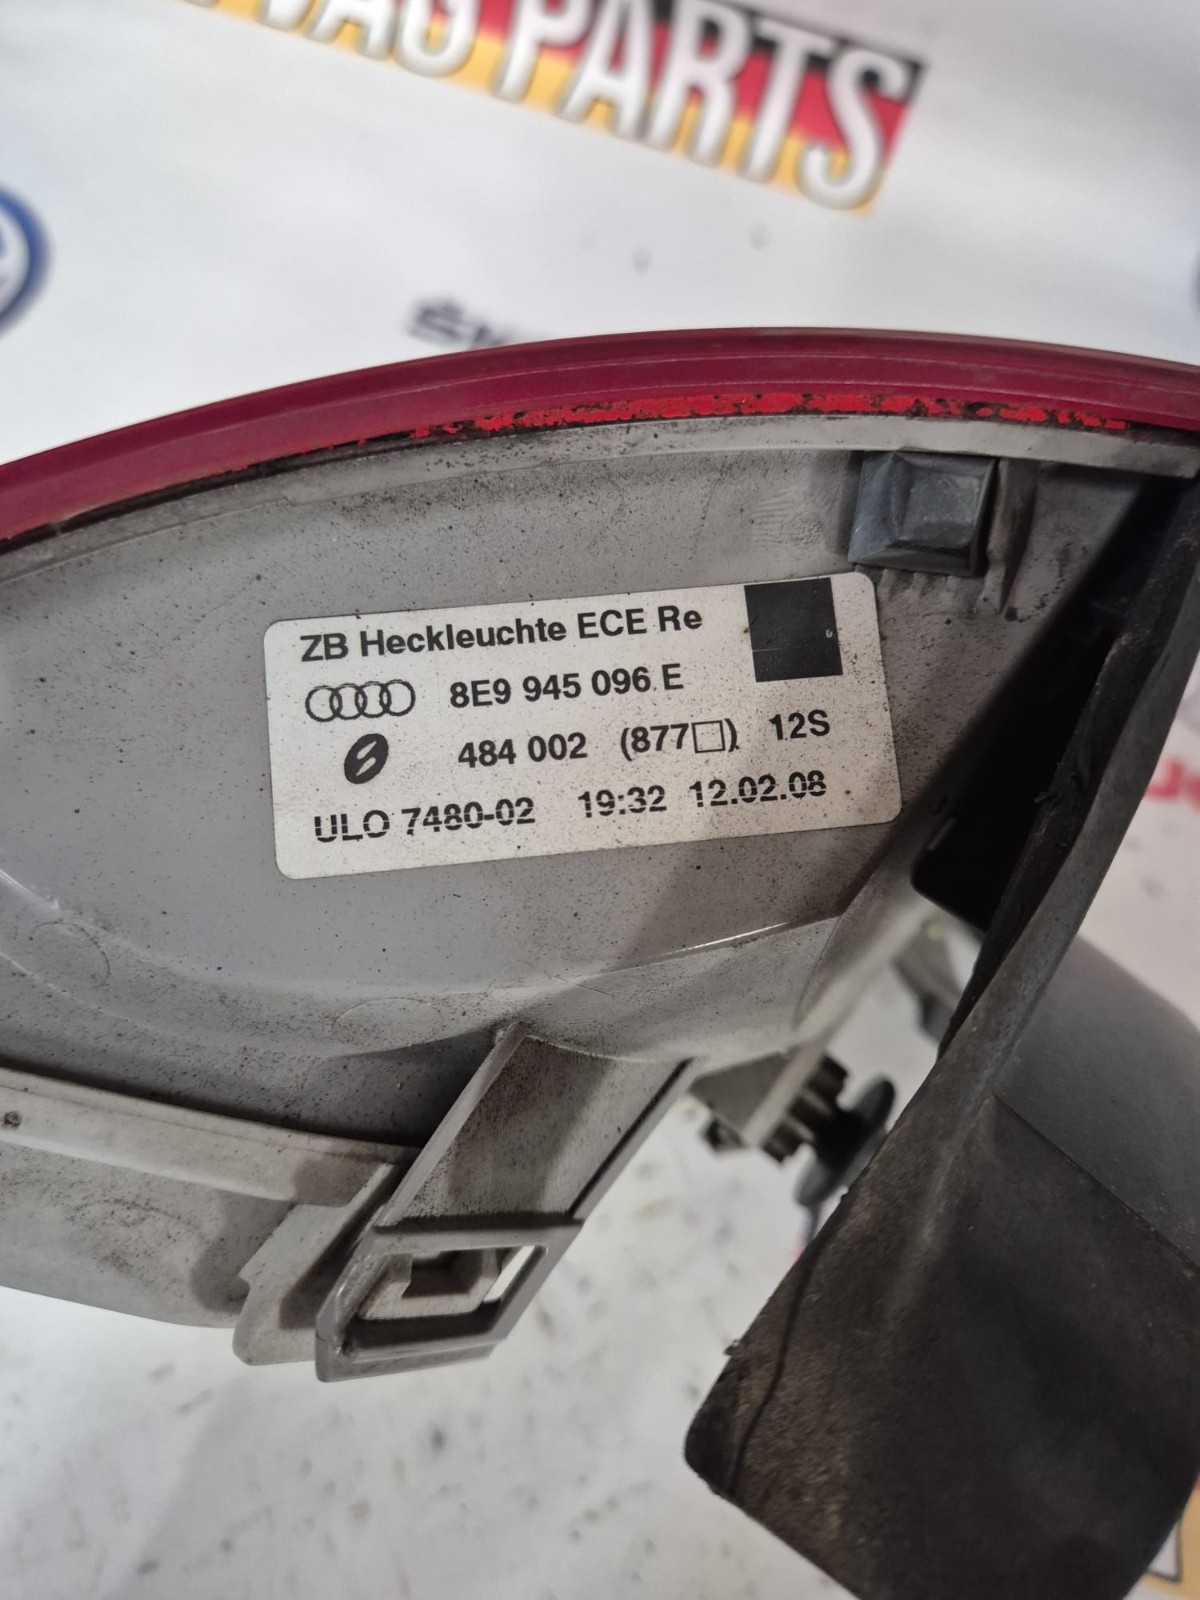 VAG PARTS
ZB Heckleuchte ECE Re
8E9 945 096 E
484 002 (877□) 12S
ULO 7480-02 19:32 12.02.08